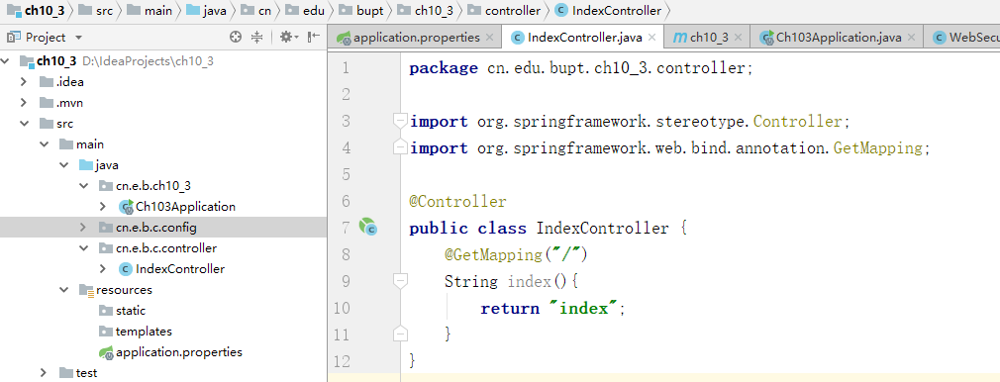 ch10_3 src main java cn edu bupt ch10_3 controller IndexController
Project
application.properties IndexController.java ch10_3 Ch103Application.java WebSecu
ch10_3 D:\IdeaProjects\ch10_3
.idea
.mvn
src
main
java
cn.e.b.ch10_3
Ch103Application
cn.e.b.c.config
cn.e.b.c.controller
IndexController
resources
static
templates
application.properties
test
1 package cn.edu.bupt.ch10_3.controller;
2
3 import org.springframework.stereotype.Controller;
4 import org.springframework.web.bind.annotation.GetMapping;
5
6 @Controller
7 public class IndexController {
8 @GetMapping("/")
9 String index(){
10 return "index";
11 }
12 }